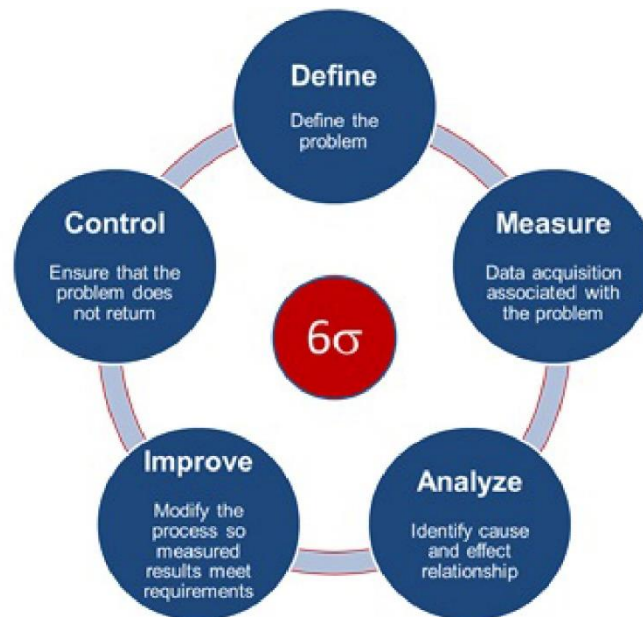 Define
Define the
problem
Measure
Data acquisition
associated with
the problem
Analyze
Identify cause
and effect
relationship
Improve
Modify the
process so
measured
results meet
requirements
Control
Ensure that the
problem does
not return
6σ